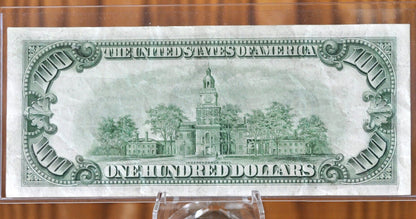 THE UNITED STATES OF AMERICA
100 100
100 100
ONE HUNDRED DOLLARS